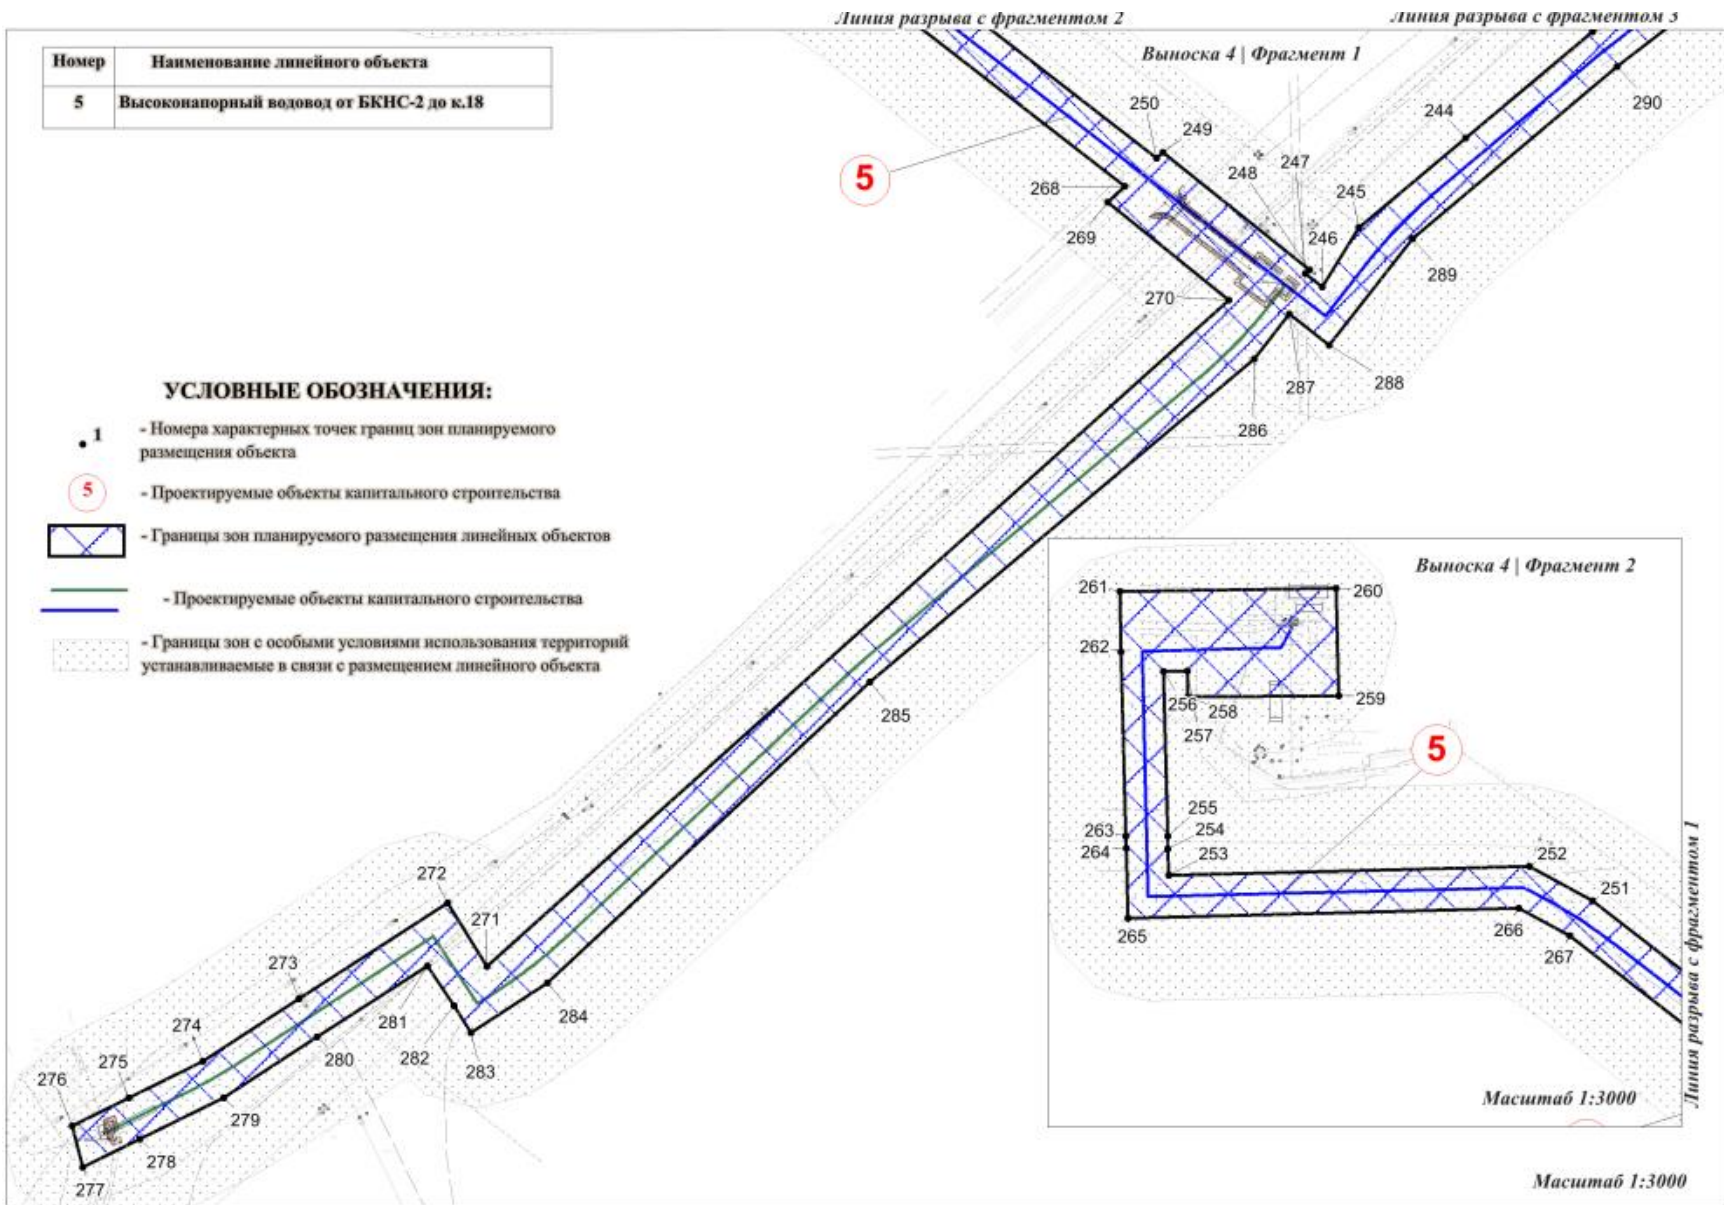 Линия разрыва с фрагментом 2
Линия разрыва с фрагментом 3
Номер
Наименование линейного объекта
5
Высоконапорный водовод от БКНС-2 до к.18
Выноска 4 | Фрагмент 1
250
249
244
290
247
248
5
268
245
246
269
289
270
287
288
286
УСЛОВНЫЕ ОБОЗНАЧЕНИЯ:
1
- Номера характерных точек границ зон планируемого
размещения объекта
5
- Проектируемые объекты капитального строительства
- Границы зон планируемого размещения линейных объектов
- Проектируемые объекты капитального строительства
- Границы зон с особыми условиями использования территорий
устанавливаемые в связи с размещением линейного объекта
Выноска 4 | Фрагмент 2
261
260
262
259
256
258
257
5
255
263
254
264
253
252
251
265
266
267
Линия разрыва с фрагментом 1
Масштаб 1:3000
285
272
271
273
274
281
284
282
283
280
275
276
279
278
277
Масштаб 1:3000